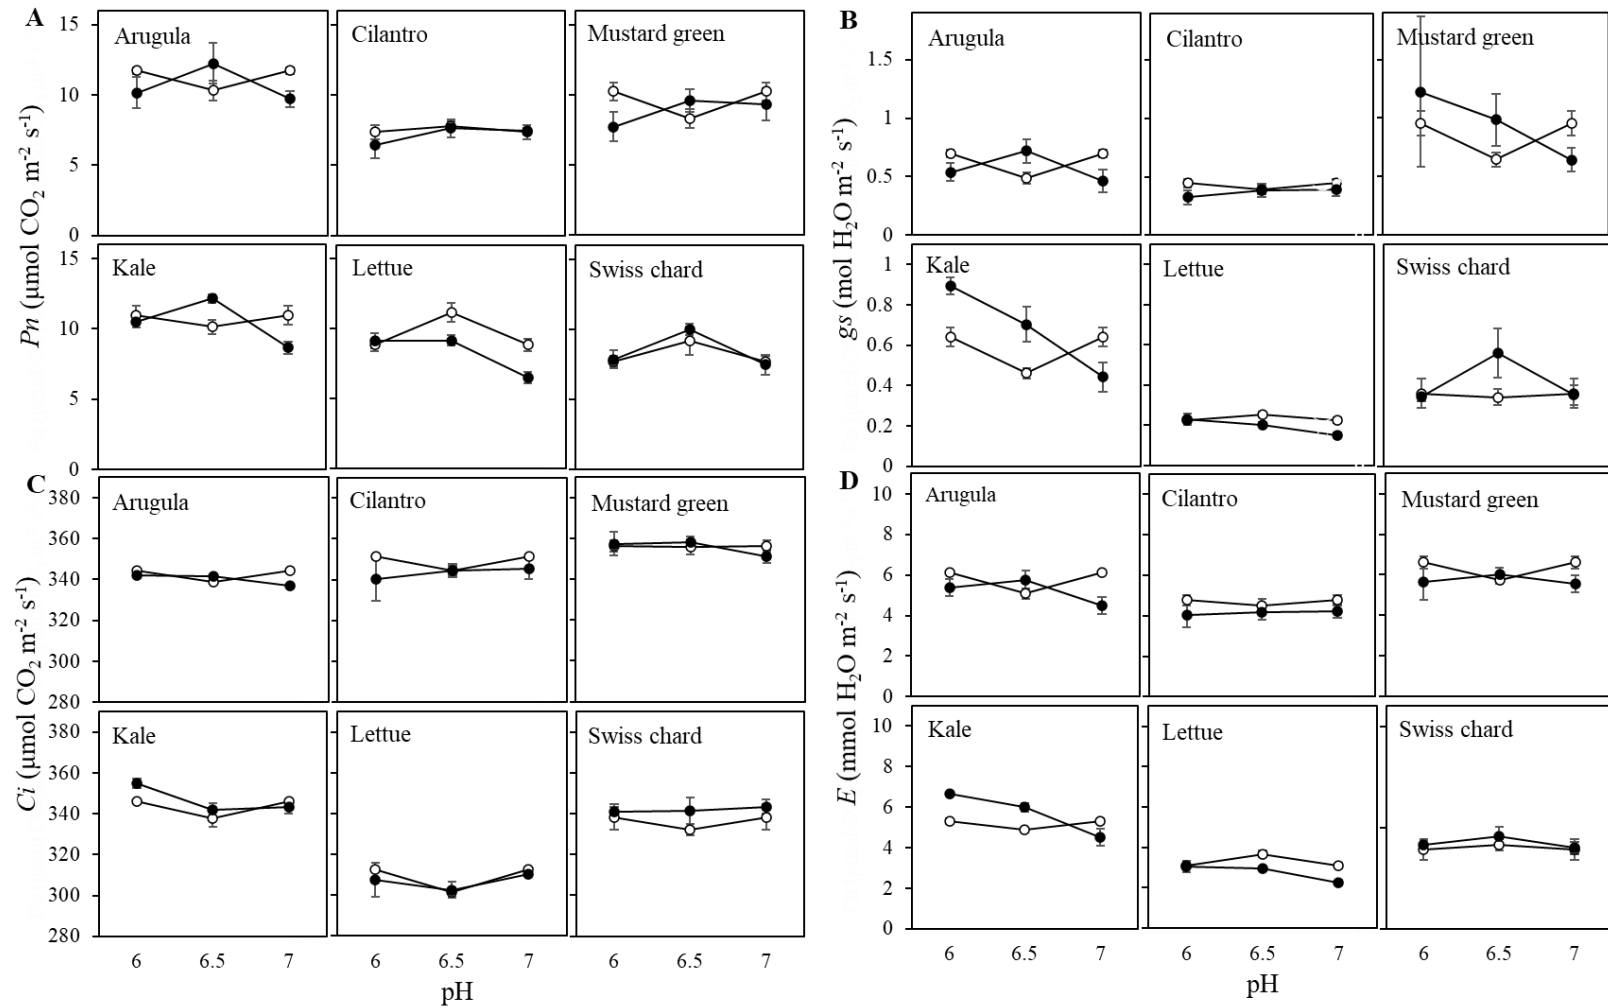 A
Pn (μmol CO₂ m⁻² s⁻¹)
15
10
5
0
Arugula
Cilantro
Mustard green
15
10
5
0
Kale
Lettue
Swiss chard
B
gs (mol H₂O m⁻² s⁻¹)
1.5
1
0.5
0
Arugula
Cilantro
Mustard green
1
0.8
0.6
0.4
0.2
0
Kale
Lettue
Swiss chard
C
Ci (μmol CO₂ m⁻² s⁻¹)
380
360
340
320
300
280
Arugula
Cilantro
Mustard green
380
360
340
320
300
280
Kale
Lettue
Swiss chard
6 6.5 7
6 6.5 7
6 6.5 7
pH
D
E (mmol H₂O m⁻² s⁻¹)
10
8
6
4
2
0
Arugula
Cilantro
Mustard green
10
8
6
4
2
0
Kale
Lettue
Swiss chard
6 6.5 7
6 6.5 7
6 6.5 7
pH